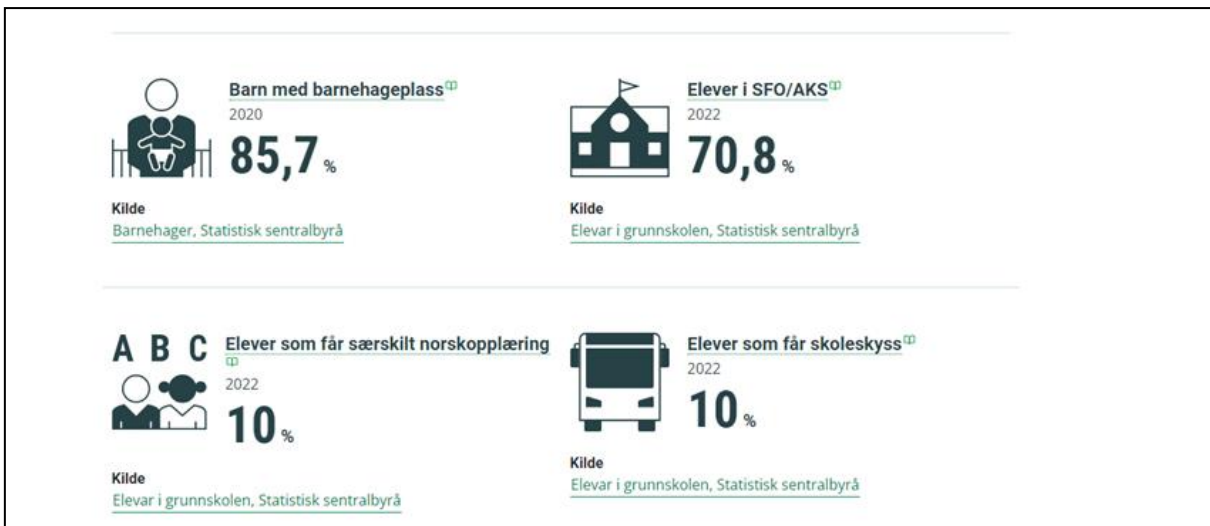 Barn med barnehageplass
2020
85,7 %
Kilde
Barnehager, Statistisk sentralbyrå
Elever i SFO/AKS
2022
70,8 %
Kilde
Elevar i grunnskolen, Statistisk sentralbyrå
A B C
Elever som får særskilt norskopplæring
2022
10 %
Kilde
Elevar i grunnskolen, Statistisk sentralbyrå
Elever som får skoleskyss
2022
10 %
Kilde
Elevar i grunnskolen, Statistisk sentralbyrå